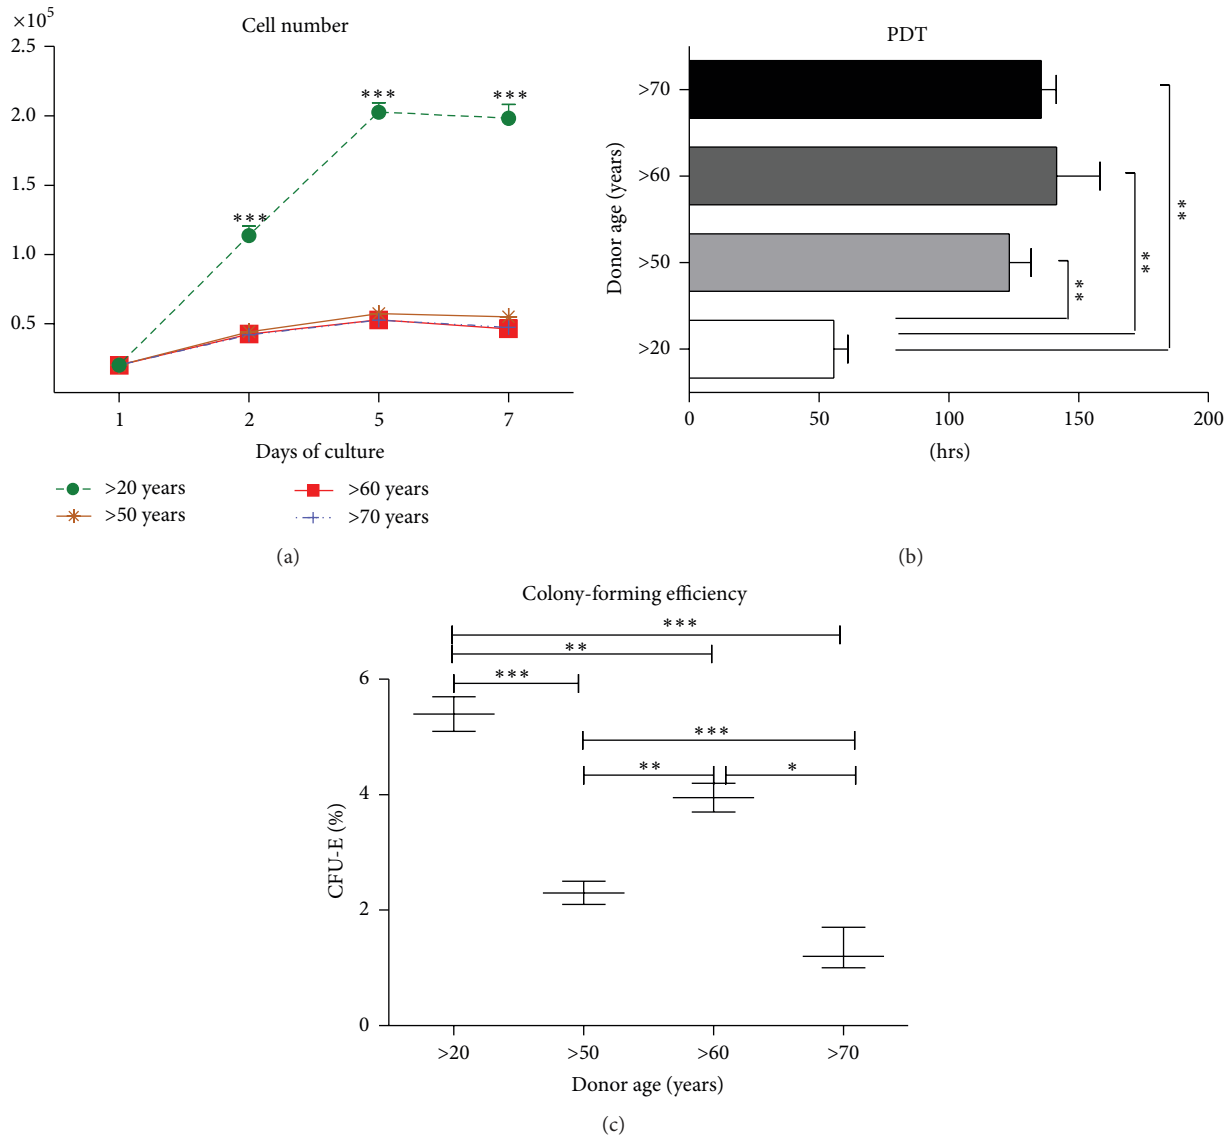 ×10⁵
Cell number
2.5
2.0
1.5
1.0
0.5
***
***
***
1 2 5 7
Days of culture
>20 years
>50 years
>60 years
>70 years
(a)
PDT
Donor age (years)
>70
>60
>50
>20
**
**
**
0 50 100 150 200
(hrs)
(b)
Colony-forming efficiency
***
**
***
***
**
*
CFU-E (%)
6
4
2
0
>20 >50 >60 >70
Donor age (years)
(c)